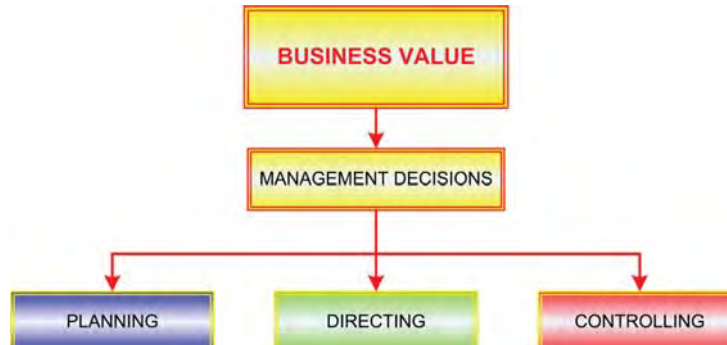 BUSINESS VALUE
MANAGEMENT DECISIONS
PLANNING
DIRECTING
CONTROLLING